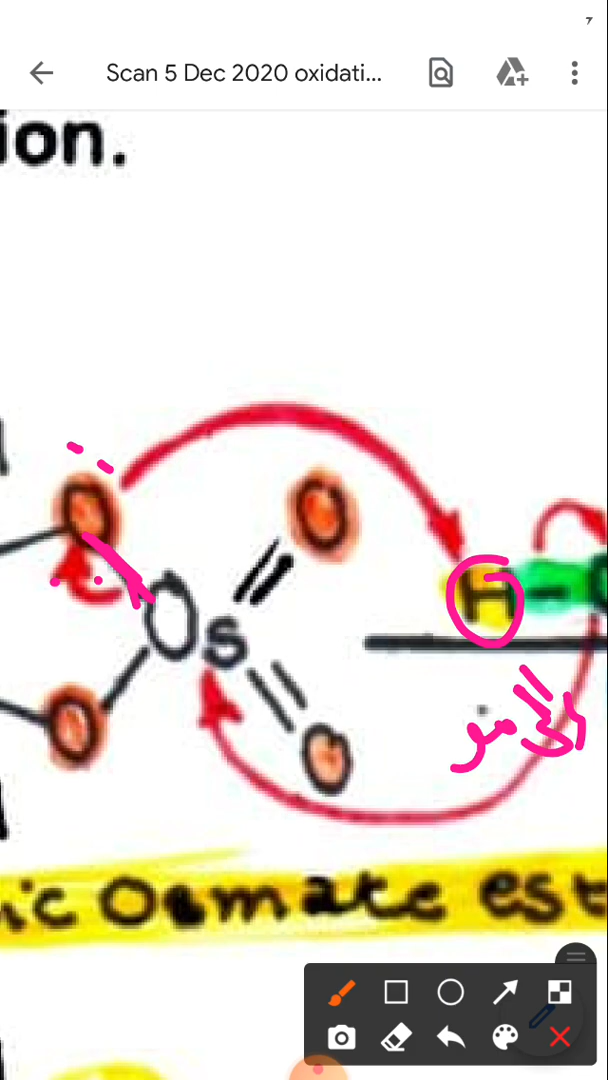 Scan 5 Dec 2020 oxidati...
ion.
O
O
H –
Os
O
O
ic Osmate est